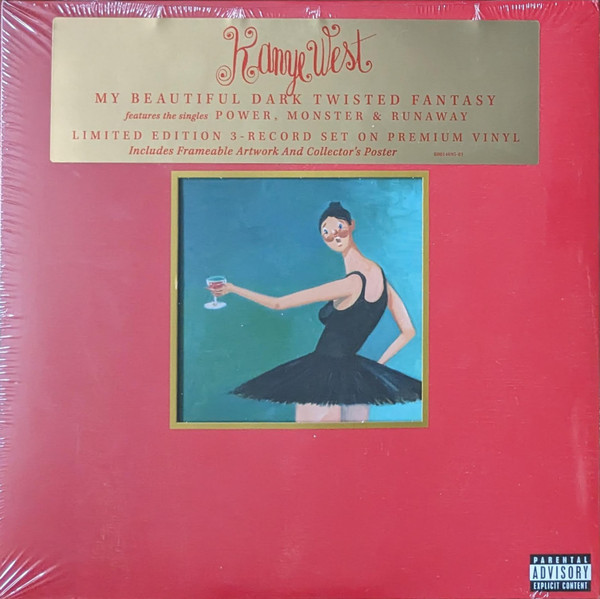 Kanye West
MY BEAUTIFUL DARK TWISTED FANTASY
features the singles POWER, MONSTER & RUNAWAY
LIMITED EDITION 3-RECORD SET ON PREMIUM VINYL
Includes Frameable Artwork And Collector's Poster
PARENTAL
ADVISORY
EXPLICIT CONTENT